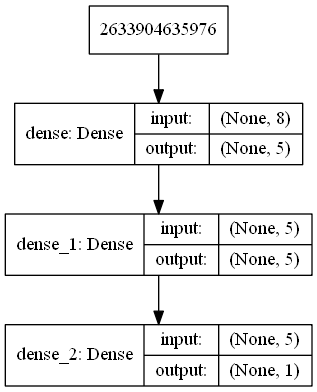 2633904635976
dense: Dense
input:
(None, 8)
output:
(None, 5)
dense_1: Dense
input:
(None, 5)
output:
(None, 5)
dense_2: Dense
input:
(None, 5)
output:
(None, 1)